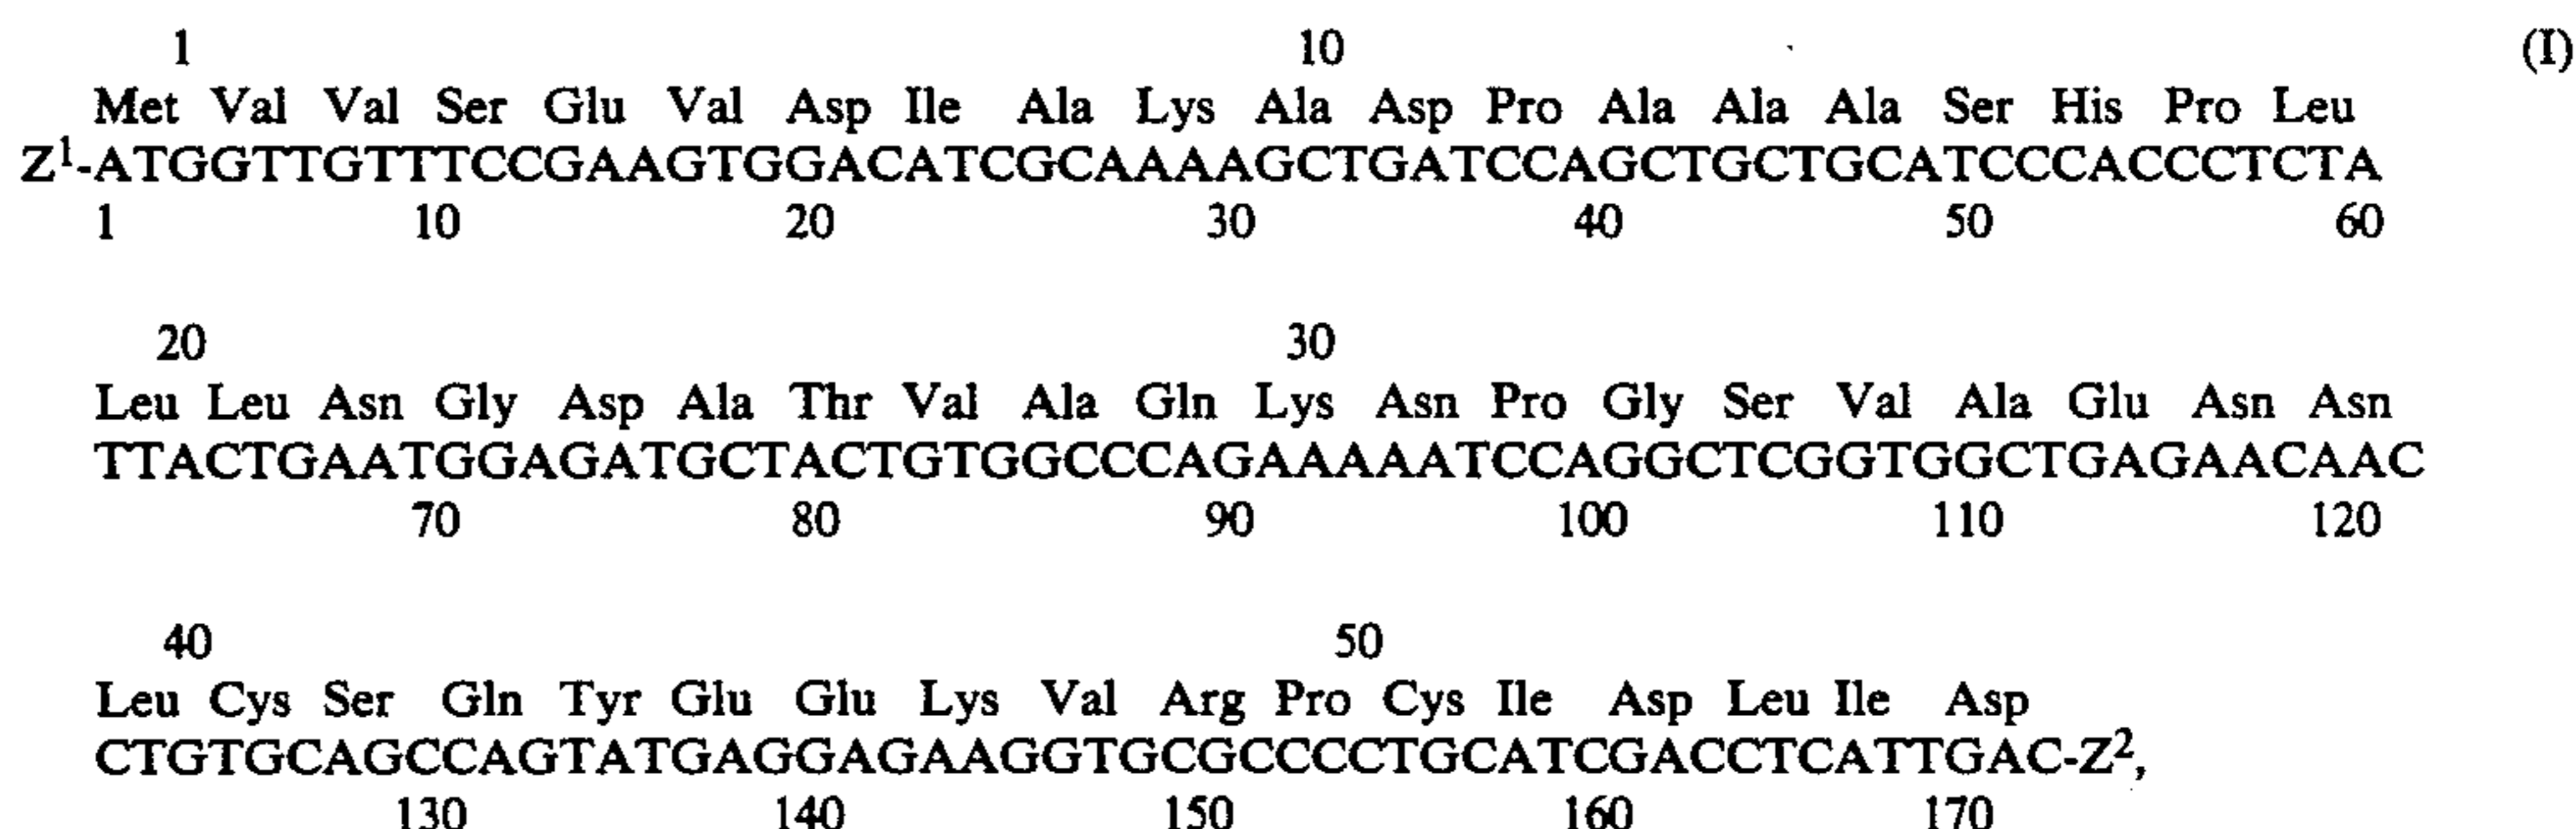 1 10 (I)
Met Val Val Ser Glu Val Asp Ile Ala Lys Ala Asp Pro Ala Ala Ala Ser His Pro Leu
Z¹-ATGGTTGTTTCCGAAGTGGACATCGCAAAAGCTGATCCAGCTGCTGCATCCCACCCTCTA
1 10 20 30 40 50 60
20 30
Leu Leu Asn Gly Asp Ala Thr Val Ala Gln Lys Asn Pro Gly Ser Val Ala Glu Asn Asn
TTACTGAATGGAGATGCTACTGTGGCCCAGAAAAATCCAGGCTCGGTGGCTGAGAACAAC
70 80 90 100 110 120
40 50
Leu Cys Ser Gln Tyr Glu Glu Lys Val Arg Pro Cys Ile Asp Leu Ile Asp
CTGTGCAGCCAGTATGAGGAGAAGGTGCGCCCCTGCATCGACCTCATTGAC-Z²,
130 140 150 160 170